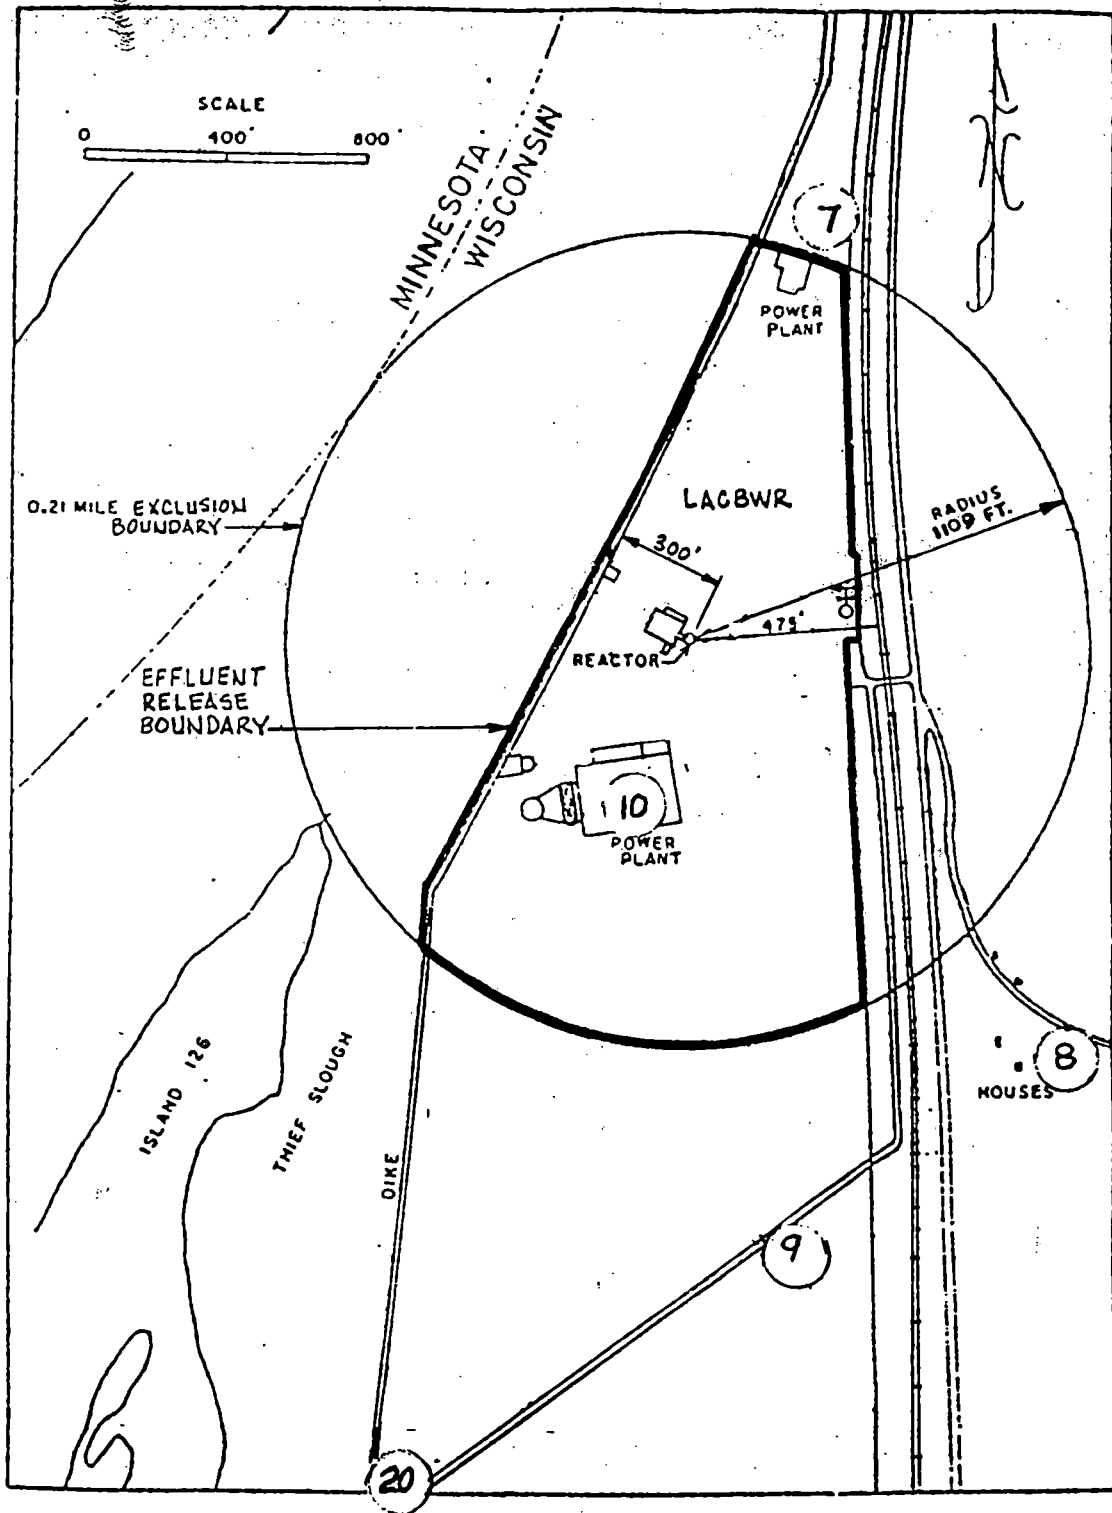 SCALE
0 400' 800'
MINNESOTA
WISCONSIN
7
POWER
PLANT
0.21 MILE EXCLUSION
BOUNDARY
LACBWR
RADIUS
1109 FT.
300'
475'
REACTOR
EFFLUENT
RELEASE
BOUNDARY
10
POWER
PLANT
ISLAND 126
THIEF SLOUGH
DIKE
8
HOUSES
9
20